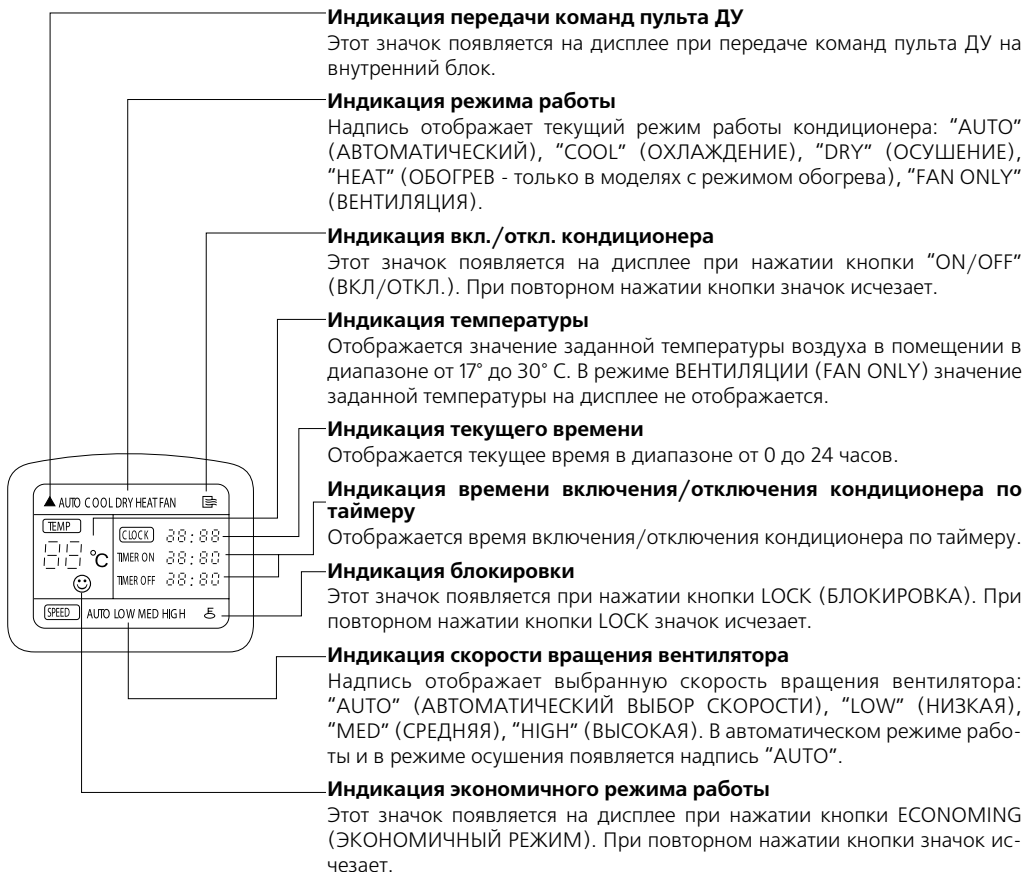 Индикация передачи команд пульта ДУ
Этот значок появляется на дисплее при передаче команд пульта ДУ на
внутренний блок.
Индикация режима работы
Надпись отображает текущий режим работы кондиционера: "AUTO"
(АВТОМАТИЧЕСКИЙ), "COOL" (ОХЛАЖДЕНИЕ), "DRY" (ОСУШЕНИЕ),
"HEAT" (ОБОГРЕВ - только в моделях с режимом обогрева), "FAN ONLY"
(ВЕНТИЛЯЦИЯ).
Индикация вкл./откл. кондиционера
Этот значок появляется на дисплее при нажатии кнопки "ON/OFF"
(ВКЛ/ОТКЛ.). При повторном нажатии кнопки значок исчезает.
Индикация температуры
Отображается значение заданной температуры воздуха в помещении в
диапазоне от 17° до 30° С. В режиме ВЕНТИЛЯЦИИ (FAN ONLY) значение
заданной температуры на дисплее не отображается.
Индикация текущего времени
Отображается текущее время в диапазоне от 0 до 24 часов.
Индикация времени включения/отключения кондиционера по
таймеру
Отображается время включения/отключения кондиционера по таймеру.
Индикация блокировки
Этот значок появляется при нажатии кнопки LOCK (БЛОКИРОВКА). При
повторном нажатии кнопки LOCK значок исчезает.
Индикация скорости вращения вентилятора
Надпись отображает выбранную скорость вращения вентилятора:
"AUTO" (АВТОМАТИЧЕСКИЙ ВЫБОР СКОРОСТИ), "LOW" (НИЗКАЯ),
"MED" (СРЕДНЯЯ), "HIGH" (ВЫСОКАЯ). В автоматическом режиме рабо-
ты и в режиме осушения появляется надпись "AUTO".
Индикация экономичного режима работы
Этот значок появляется на дисплее при нажатии кнопки ECONOMING
(ЭКОНОМИЧНЫЙ РЕЖИМ). При повторном нажатии кнопки значок ис-
чезает.
AUTO COOL DRY HEAT FAN
TEMP
88 °C
CLOCK 88:88
TIMER ON 88:80
TIMER OFF 88:80
SPEED AUTO LOW MED HIGH